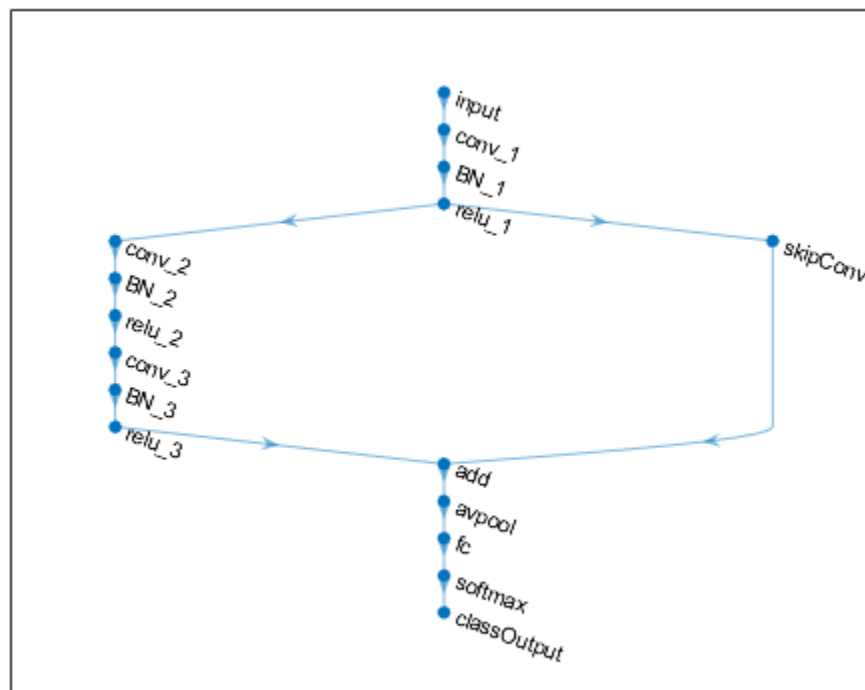 input
conv_1
BN_1
relu_1
conv_2
BN_2
relu_2
conv_3
BN_3
relu_3
skipConv
add
avpool
fc
softmax
classOutput